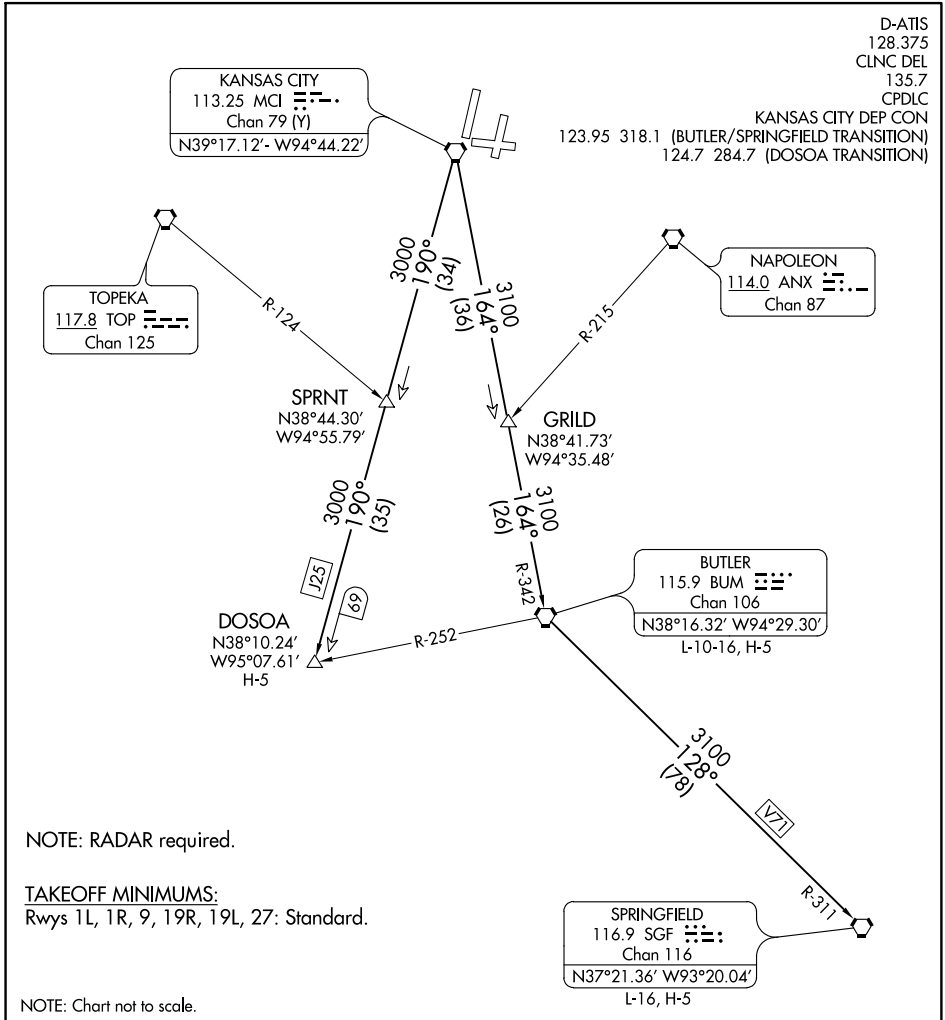 D-ATIS
128.375
CLNC DEL
135.7
CPDLC
KANSAS CITY DEP CON
123.95 318.1 (BUTLER/SPRINGFIELD TRANSITION)
124.7 284.7 (DOSOA TRANSITION)
KANSAS CITY
113.25 MCI
Chan 79 (Y)
N39°17.12'- W94°44.22'
TOPEKA
117.8 TOP
Chan 125
NAPOLEON
114.0 ANX
Chan 87
R-124
3000
190°
(34)
3100
164°
(36)
R-215
SPRNT
N38°44.30'
W94°55.79'
GRILD
N38°41.73'
W94°35.48'
3000
190°
(35)
3100
164°
(26)
J25
69
R-342
BUTLER
115.9 BUM
Chan 106
N38°16.32' W94°29.30'
L-10-16, H-5
DOSOA
N38°10.24'
W95°07.61'
H-5
R-252
3100
128°
(78)
V71
R-311
NOTE: RADAR required.
TAKEOFF MINIMUMS:
Rwys 1L, 1R, 9, 19R, 19L, 27: Standard.
SPRINGFIELD
116.9 SGF
Chan 116
N37°21.36' W93°20.04'
L-16, H-5
NOTE: Chart not to scale.